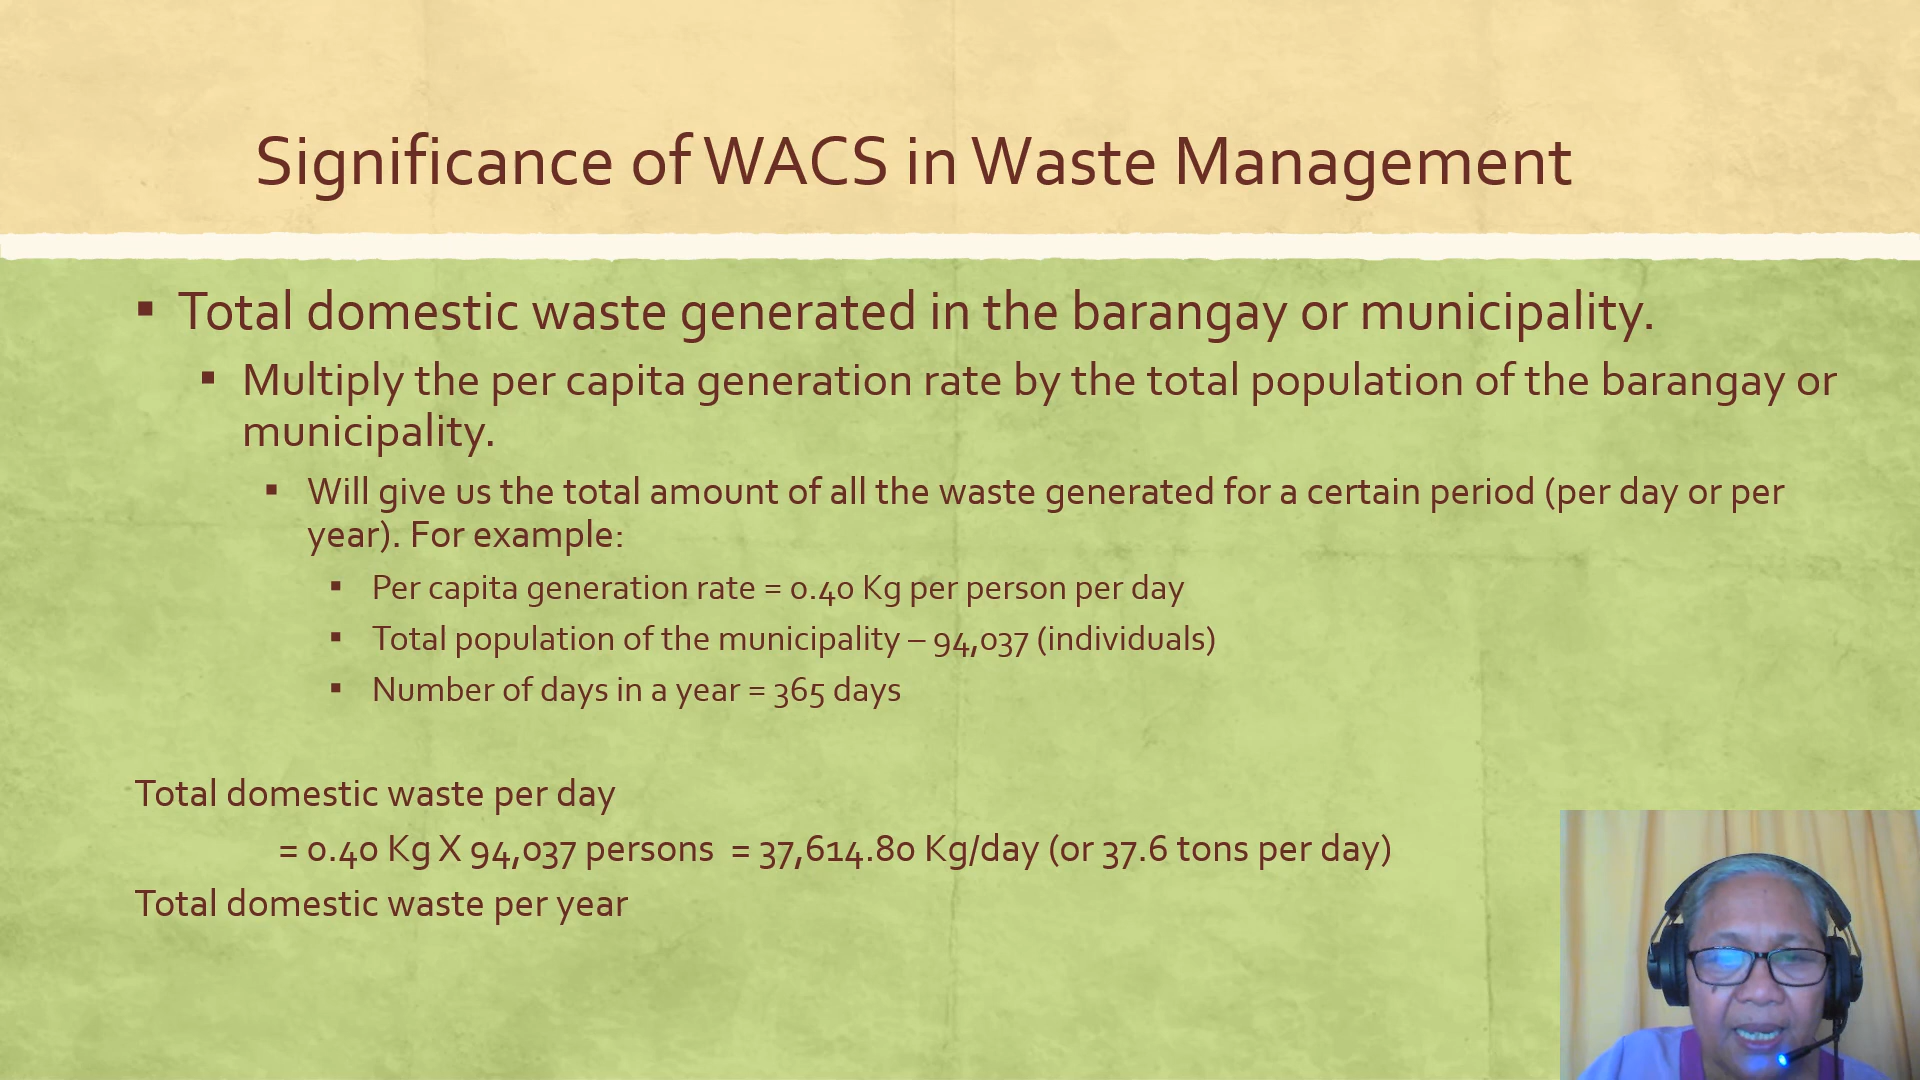 Significance of WACS in Waste Management
▪ Total domestic waste generated in the barangay or municipality.
▪ Multiply the per capita generation rate by the total population of the barangay or
municipality.
▪ Will give us the total amount of all the waste generated for a certain period (per day or per
year). For example:
▪ Per capita generation rate = 0.40 Kg per person per day
▪ Total population of the municipality – 94,037 (individuals)
▪ Number of days in a year = 365 days
Total domestic waste per day
= 0.40 Kg X 94,037 persons = 37,614.80 Kg/day (or 37.6 tons per day)
Total domestic waste per year